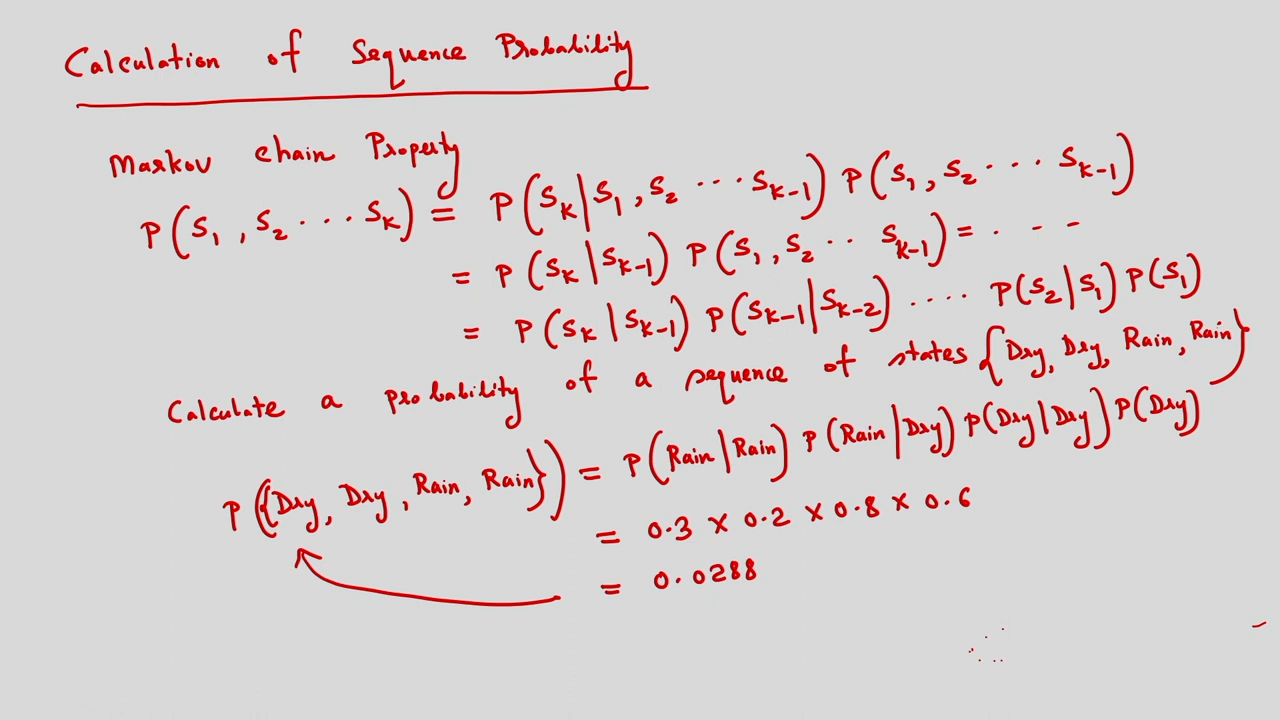 Calculation of Sequence Probability
Markov chain Property
P(S₁, S₂ ... Sₖ) = P(Sₖ|S₁, S₂ ... Sₖ₋₁) P(S₁, S₂ ... Sₖ₋₁)
= P(Sₖ|Sₖ₋₁) P(S₁, S₂ .. Sₖ₋₁) = . - -
= P(Sₖ|Sₖ₋₁) P(Sₖ₋₁|Sₖ₋₂) .... P(S₂|S₁) P(S₁)
Calculate a probability of a sequence of states {Dry, Dry, Rain, Rain}
P({Dry, Dry, Rain, Rain}) = P(Rain|Rain) P(Rain|Dry) P(Dry|Dry) P(Dry)
= 0.3 × 0.2 × 0.8 × 0.6
= 0.0288